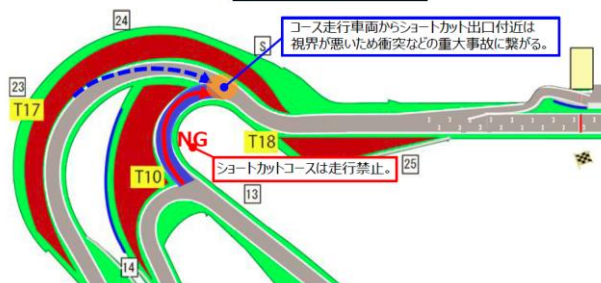 24
S
コース走行車両からショートカット出口付近は
視界が悪いため衝突などの重大事故に繋がる。
23
T17
NG
T18
T10
ショートカットコースは走行禁止。
25
13
14